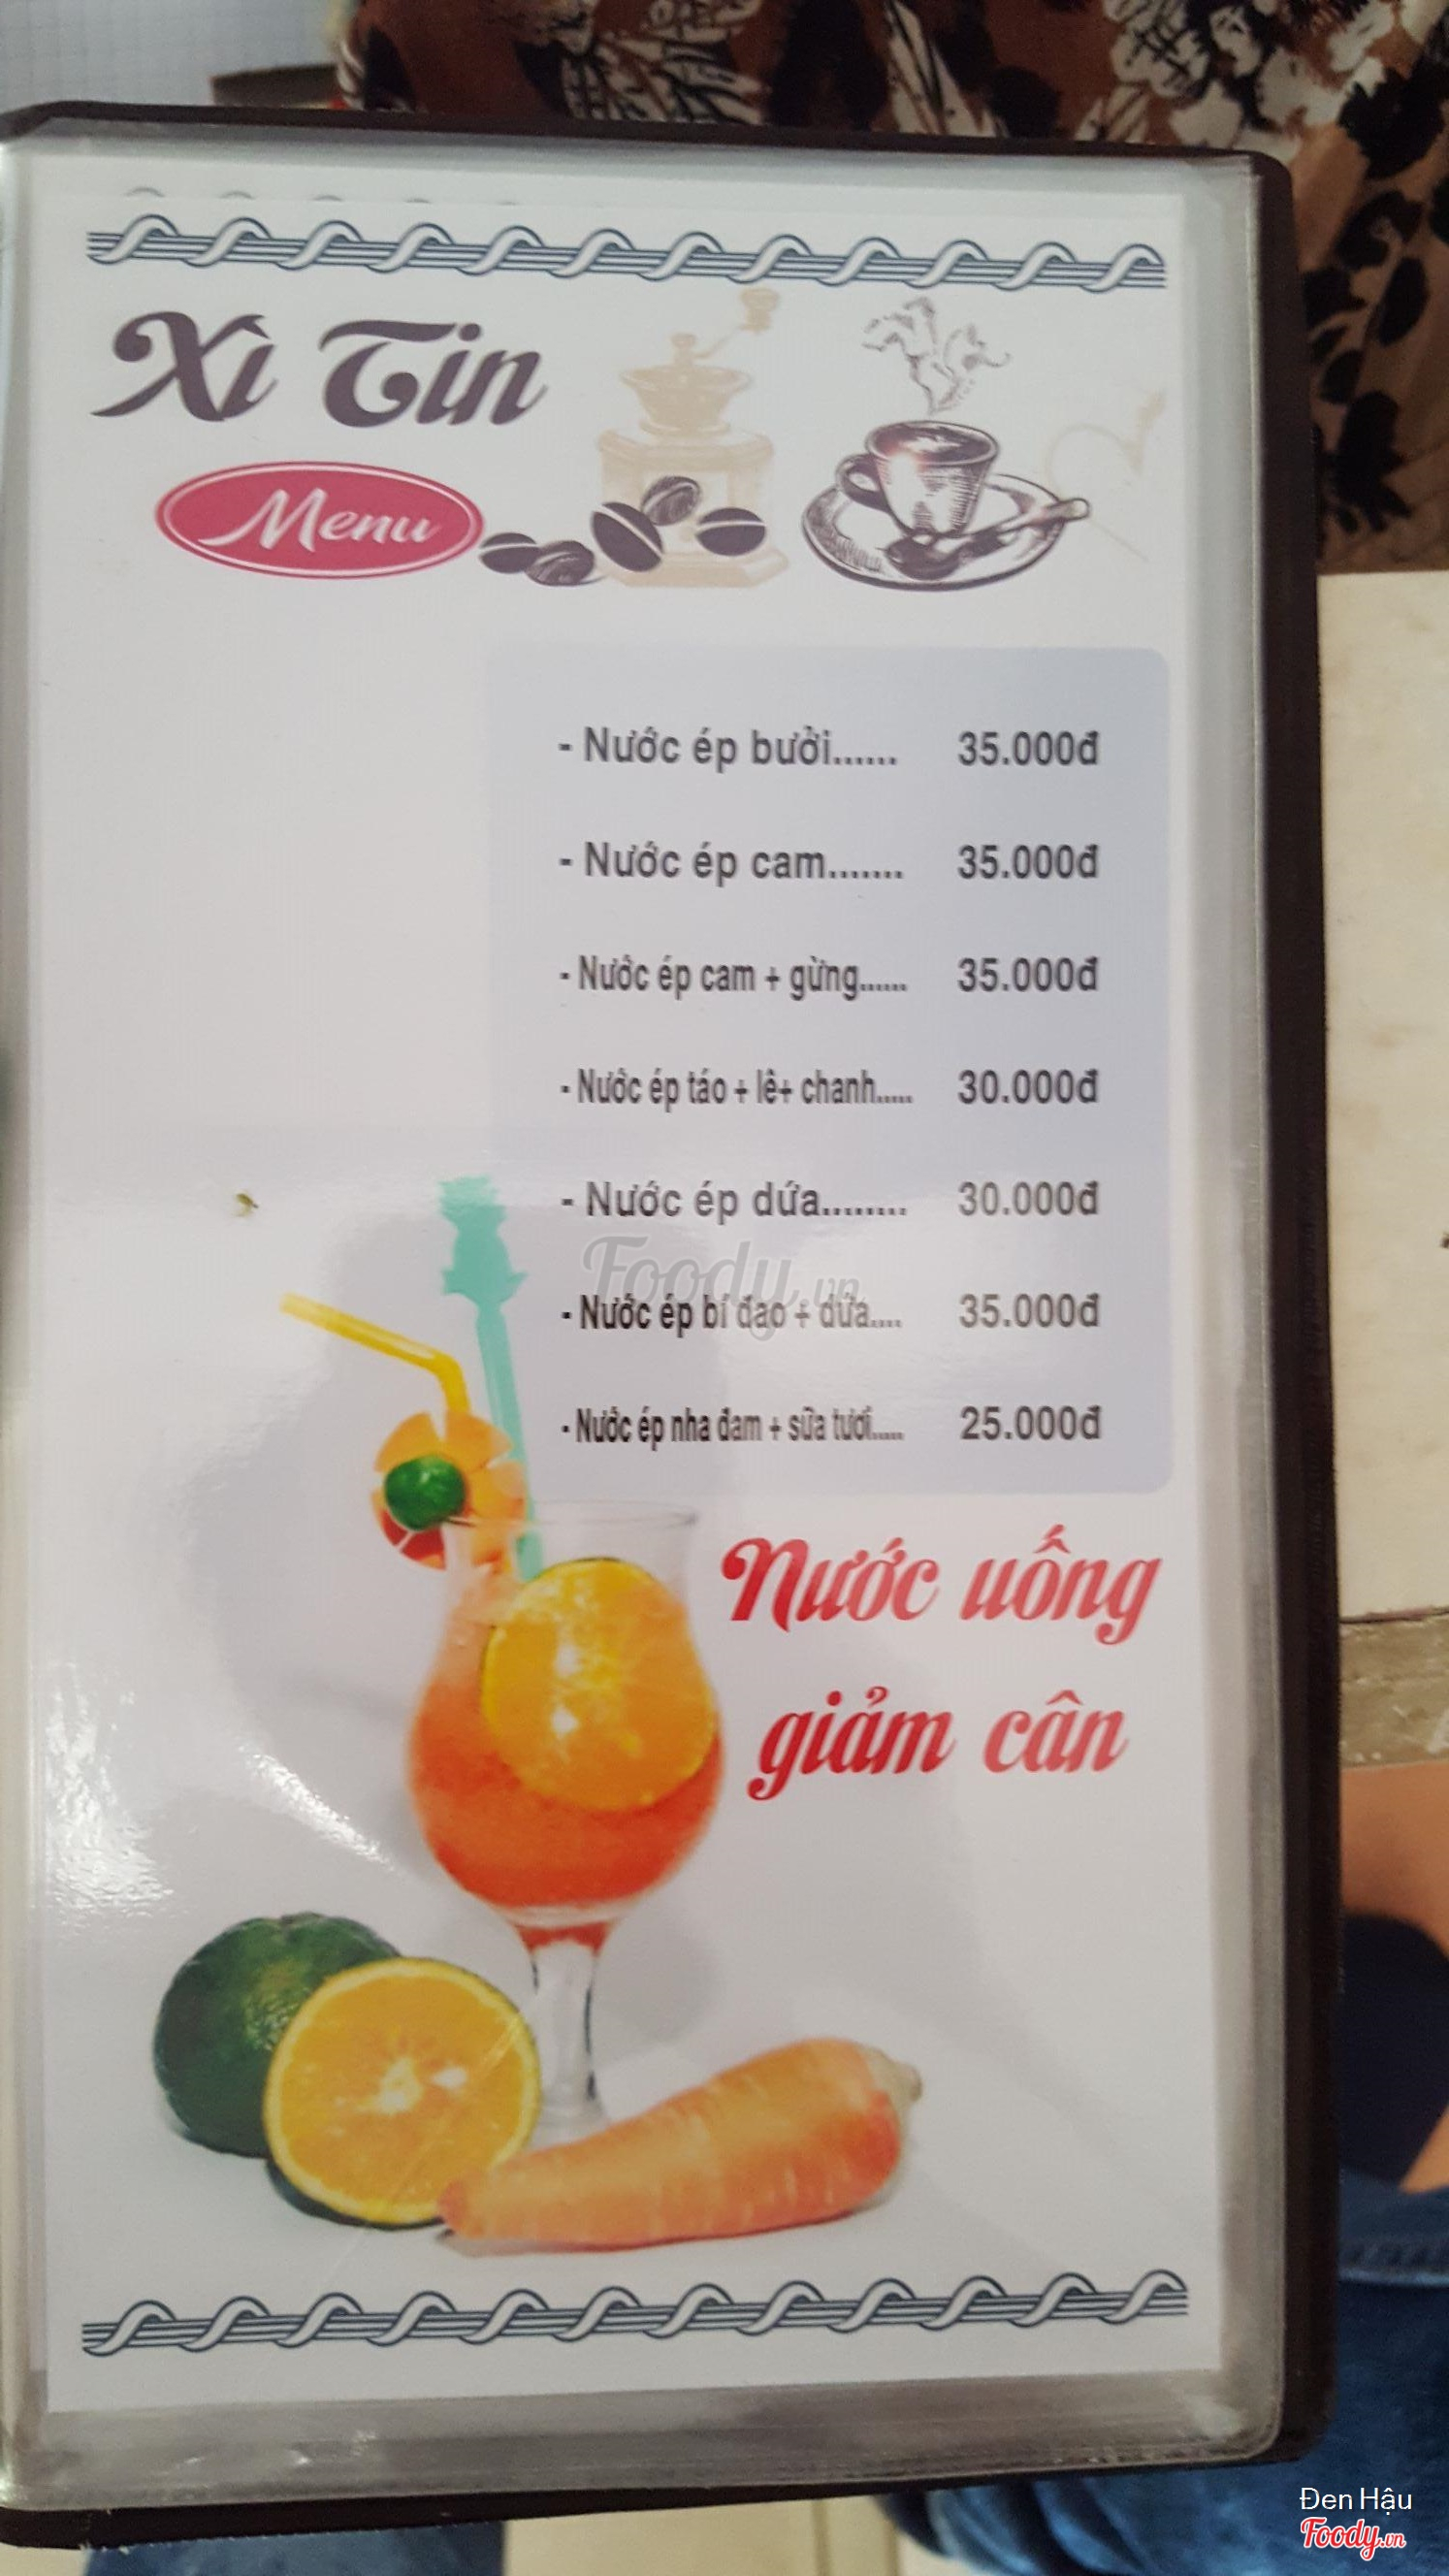 Xì Tin
Menu
- Nước ép bưởi...... 35.000đ
- Nước ép cam....... 35.000đ
- Nước ép cam + gừng...... 35.000đ
- Nước ép táo + lê+ chanh..... 30.000đ
- Nước ép dứa........ 30.000đ
Foody.vn
- Nước ép bí đao + dứa.... 35.000đ
- Nước ép nha đam + sữa tươi..... 25.000đ
Nước uống
giảm cân
Đen Hậu
Foody.vn